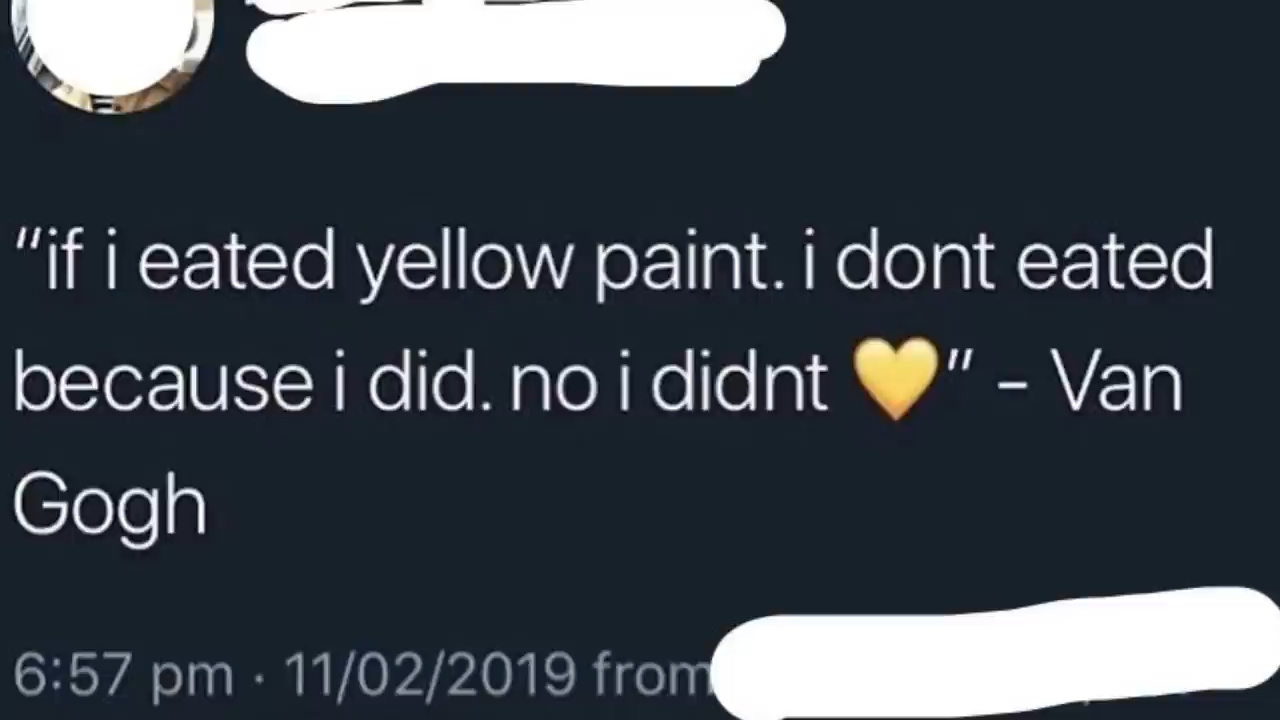 “if i eated yellow paint. i dont eated
because i did. no i didnt 💛” - Van
Gogh
6:57 pm · 11/02/2019 from